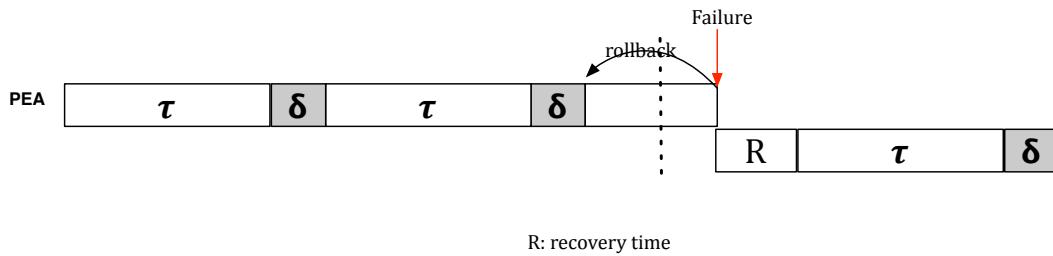 Failure
rollback
PEA τ δ τ δ
R τ δ
R: recovery time